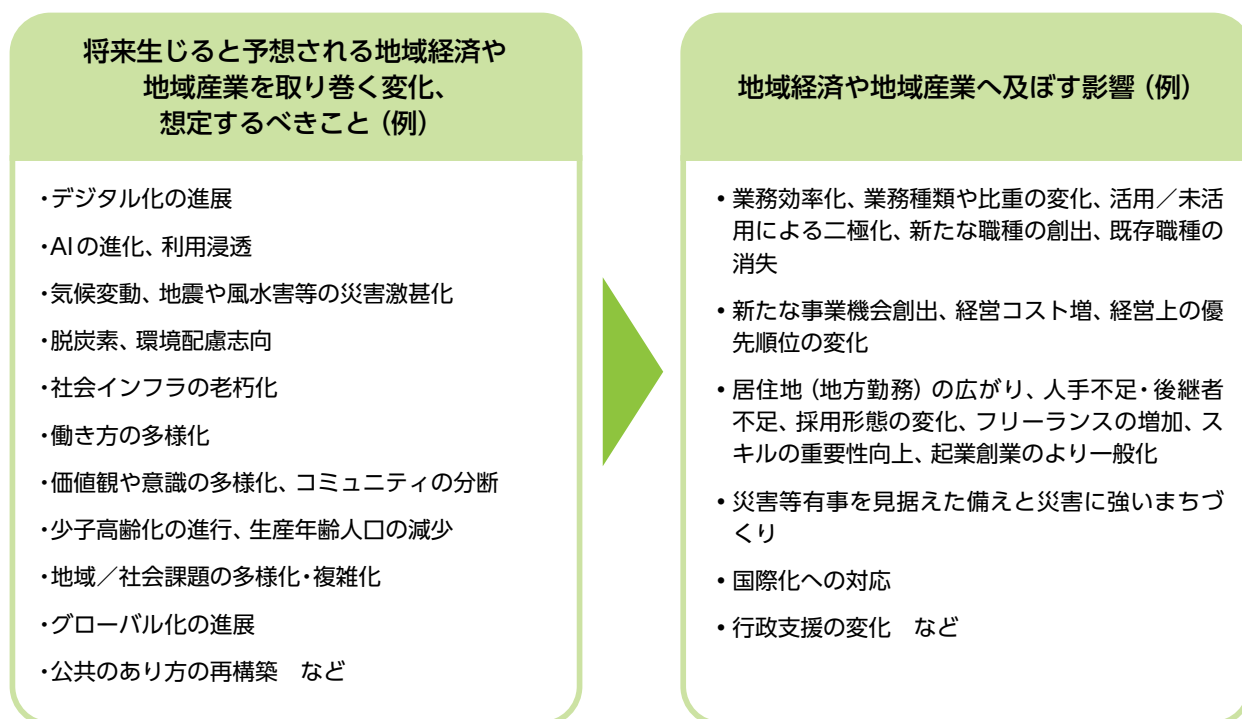 将来生じると予想される地域経済や
地域産業を取り巻く変化、
想定するべきこと（例）
・デジタル化の進展
・AIの進化、利用浸透
・気候変動、地震や風水害等の災害激甚化
・脱炭素、環境配慮志向
・社会インフラの老朽化
・働き方の多様化
・価値観や意識の多様化、コミュニティの分断
・少子高齢化の進行、生産年齢人口の減少
・地域／社会課題の多様化・複雑化
・グローバル化の進展
・公共のあり方の再構築　など
地域経済や地域産業へ及ぼす影響（例）
• 業務効率化、業務種類や比重の変化、活用／未活
用による二極化、新たな職種の創出、既存職種の
消失
• 新たな事業機会創出、経営コスト増、経営上の優
先順位の変化
• 居住地（地方勤務）の広がり、人手不足・後継者
不足、採用形態の変化、フリーランスの増加、ス
キルの重要性向上、起業創業のより一般化
• 災害等有事を見据えた備えと災害に強いまちづ
くり
• 国際化への対応
• 行政支援の変化　など